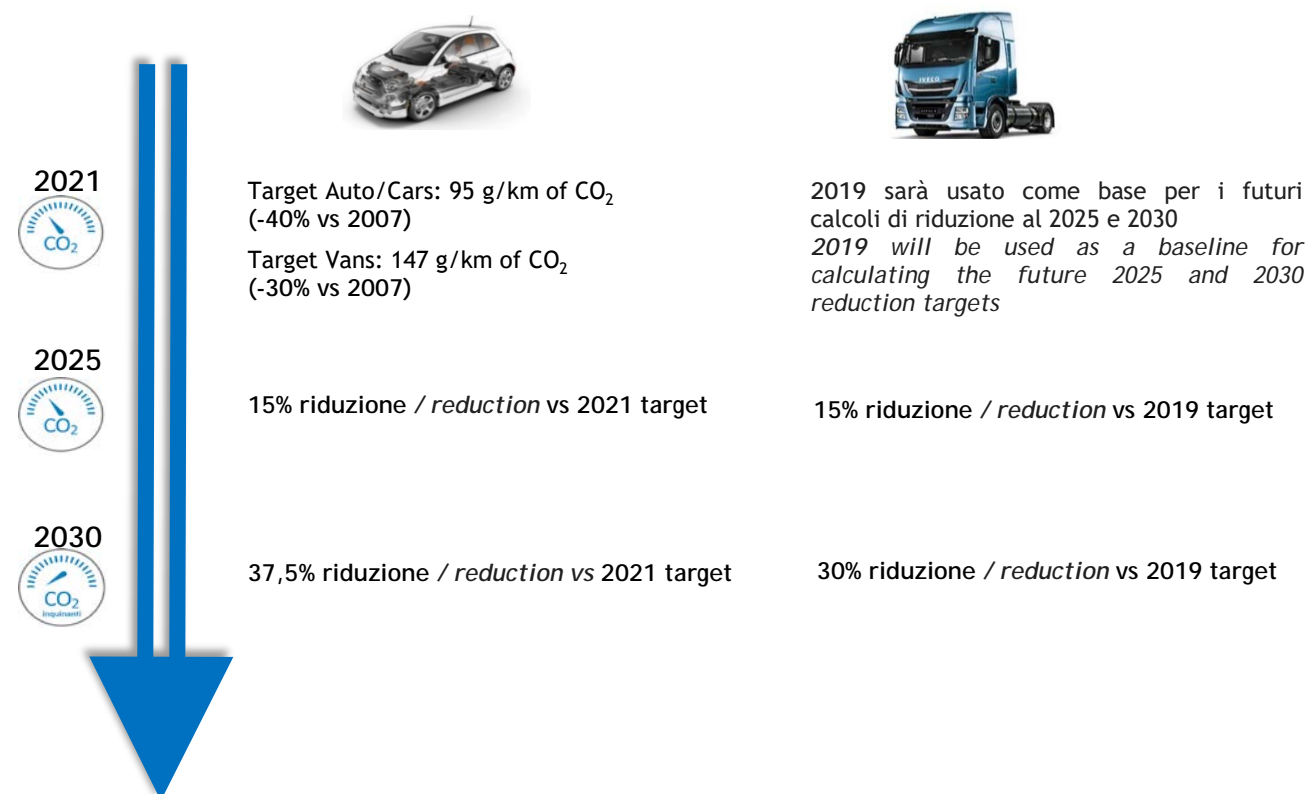 IVECO
2021
CO₂
Target Auto/Cars: 95 g/km of CO₂
(-40% vs 2007)
Target Vans: 147 g/km of CO₂
(-30% vs 2007)
2019 sarà usato come base per i futuri
calcoli di riduzione al 2025 e 2030
2019 will be used as a baseline for
calculating the future 2025 and 2030
reduction targets
2025
CO₂
15% riduzione / reduction vs 2021 target
15% riduzione / reduction vs 2019 target
2030
CO₂
inquinanti
37,5% riduzione / reduction vs 2021 target
30% riduzione / reduction vs 2019 target